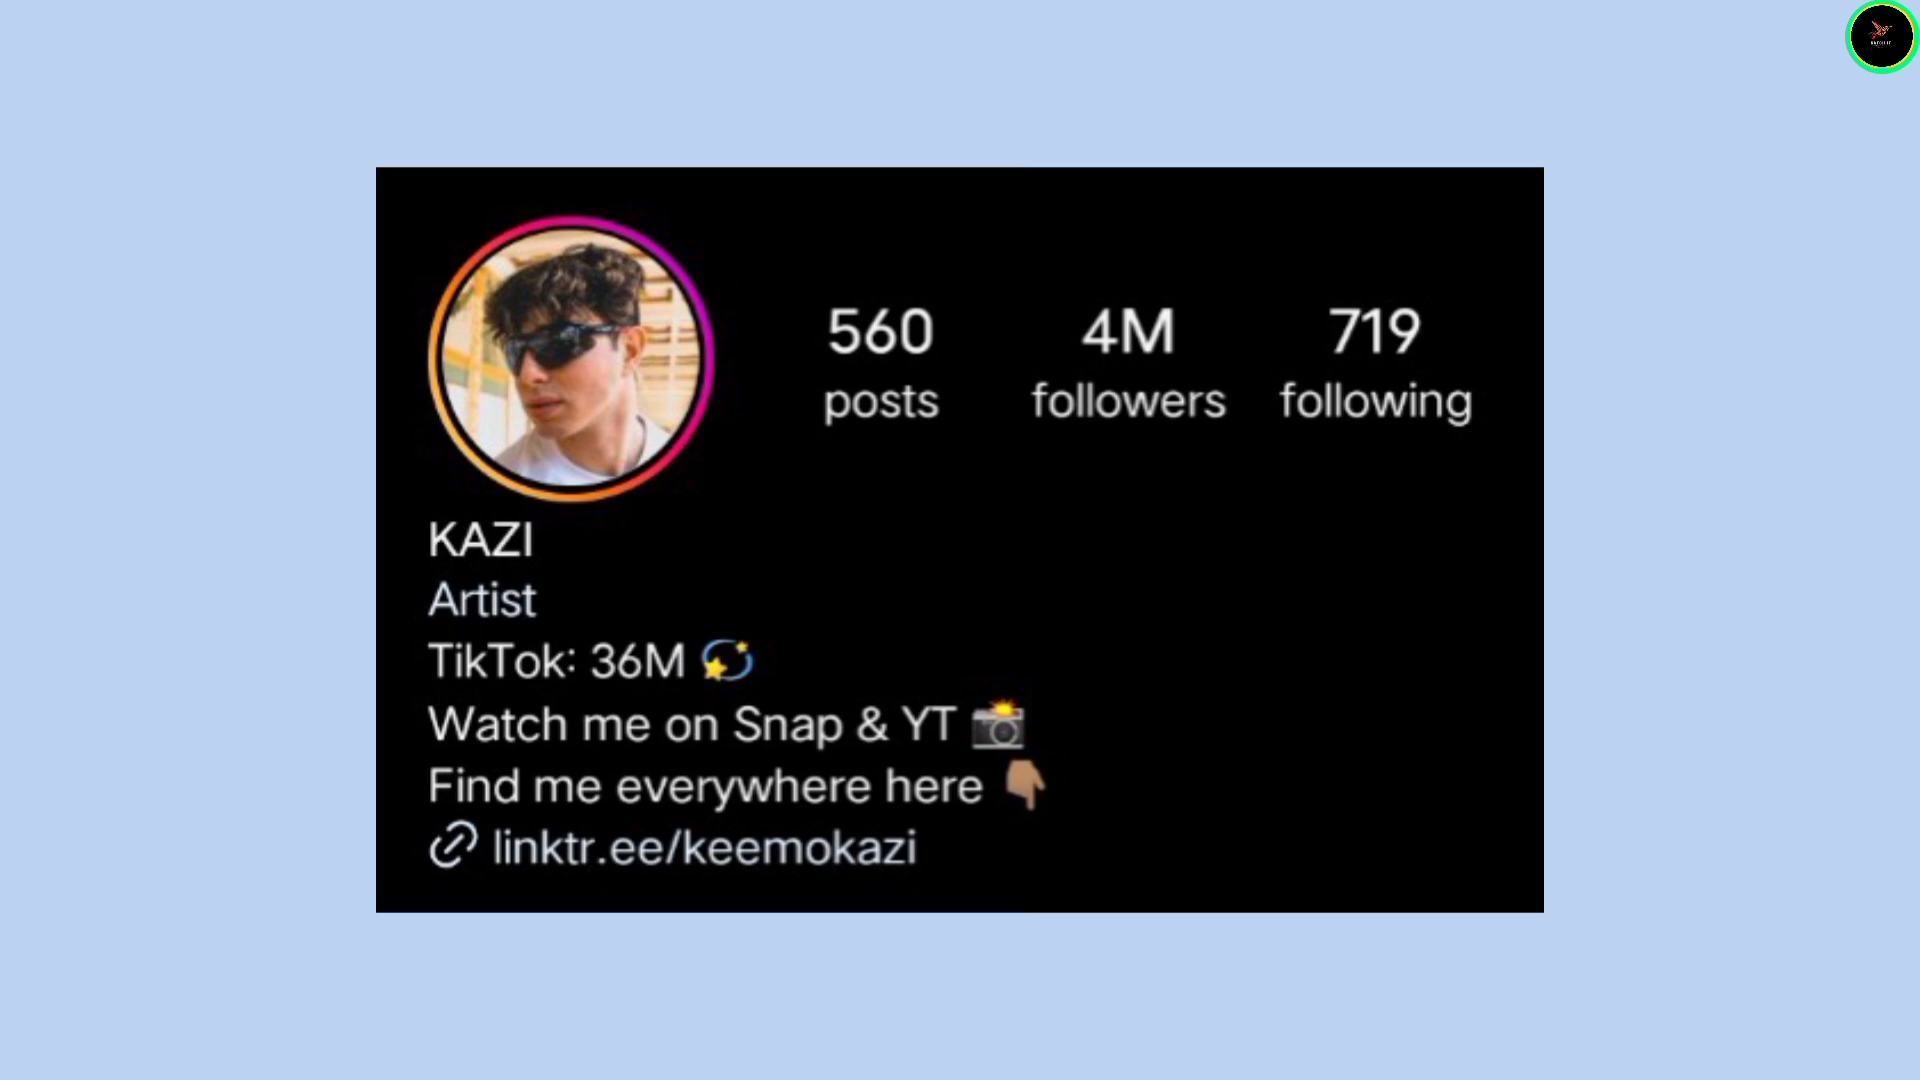 560 4M 719
posts followers following
KAZI
Artist
TikTok: 36M 💫
Watch me on Snap & YT 📸
Find me everywhere here 👇🏽
linktr.ee/keemokazi